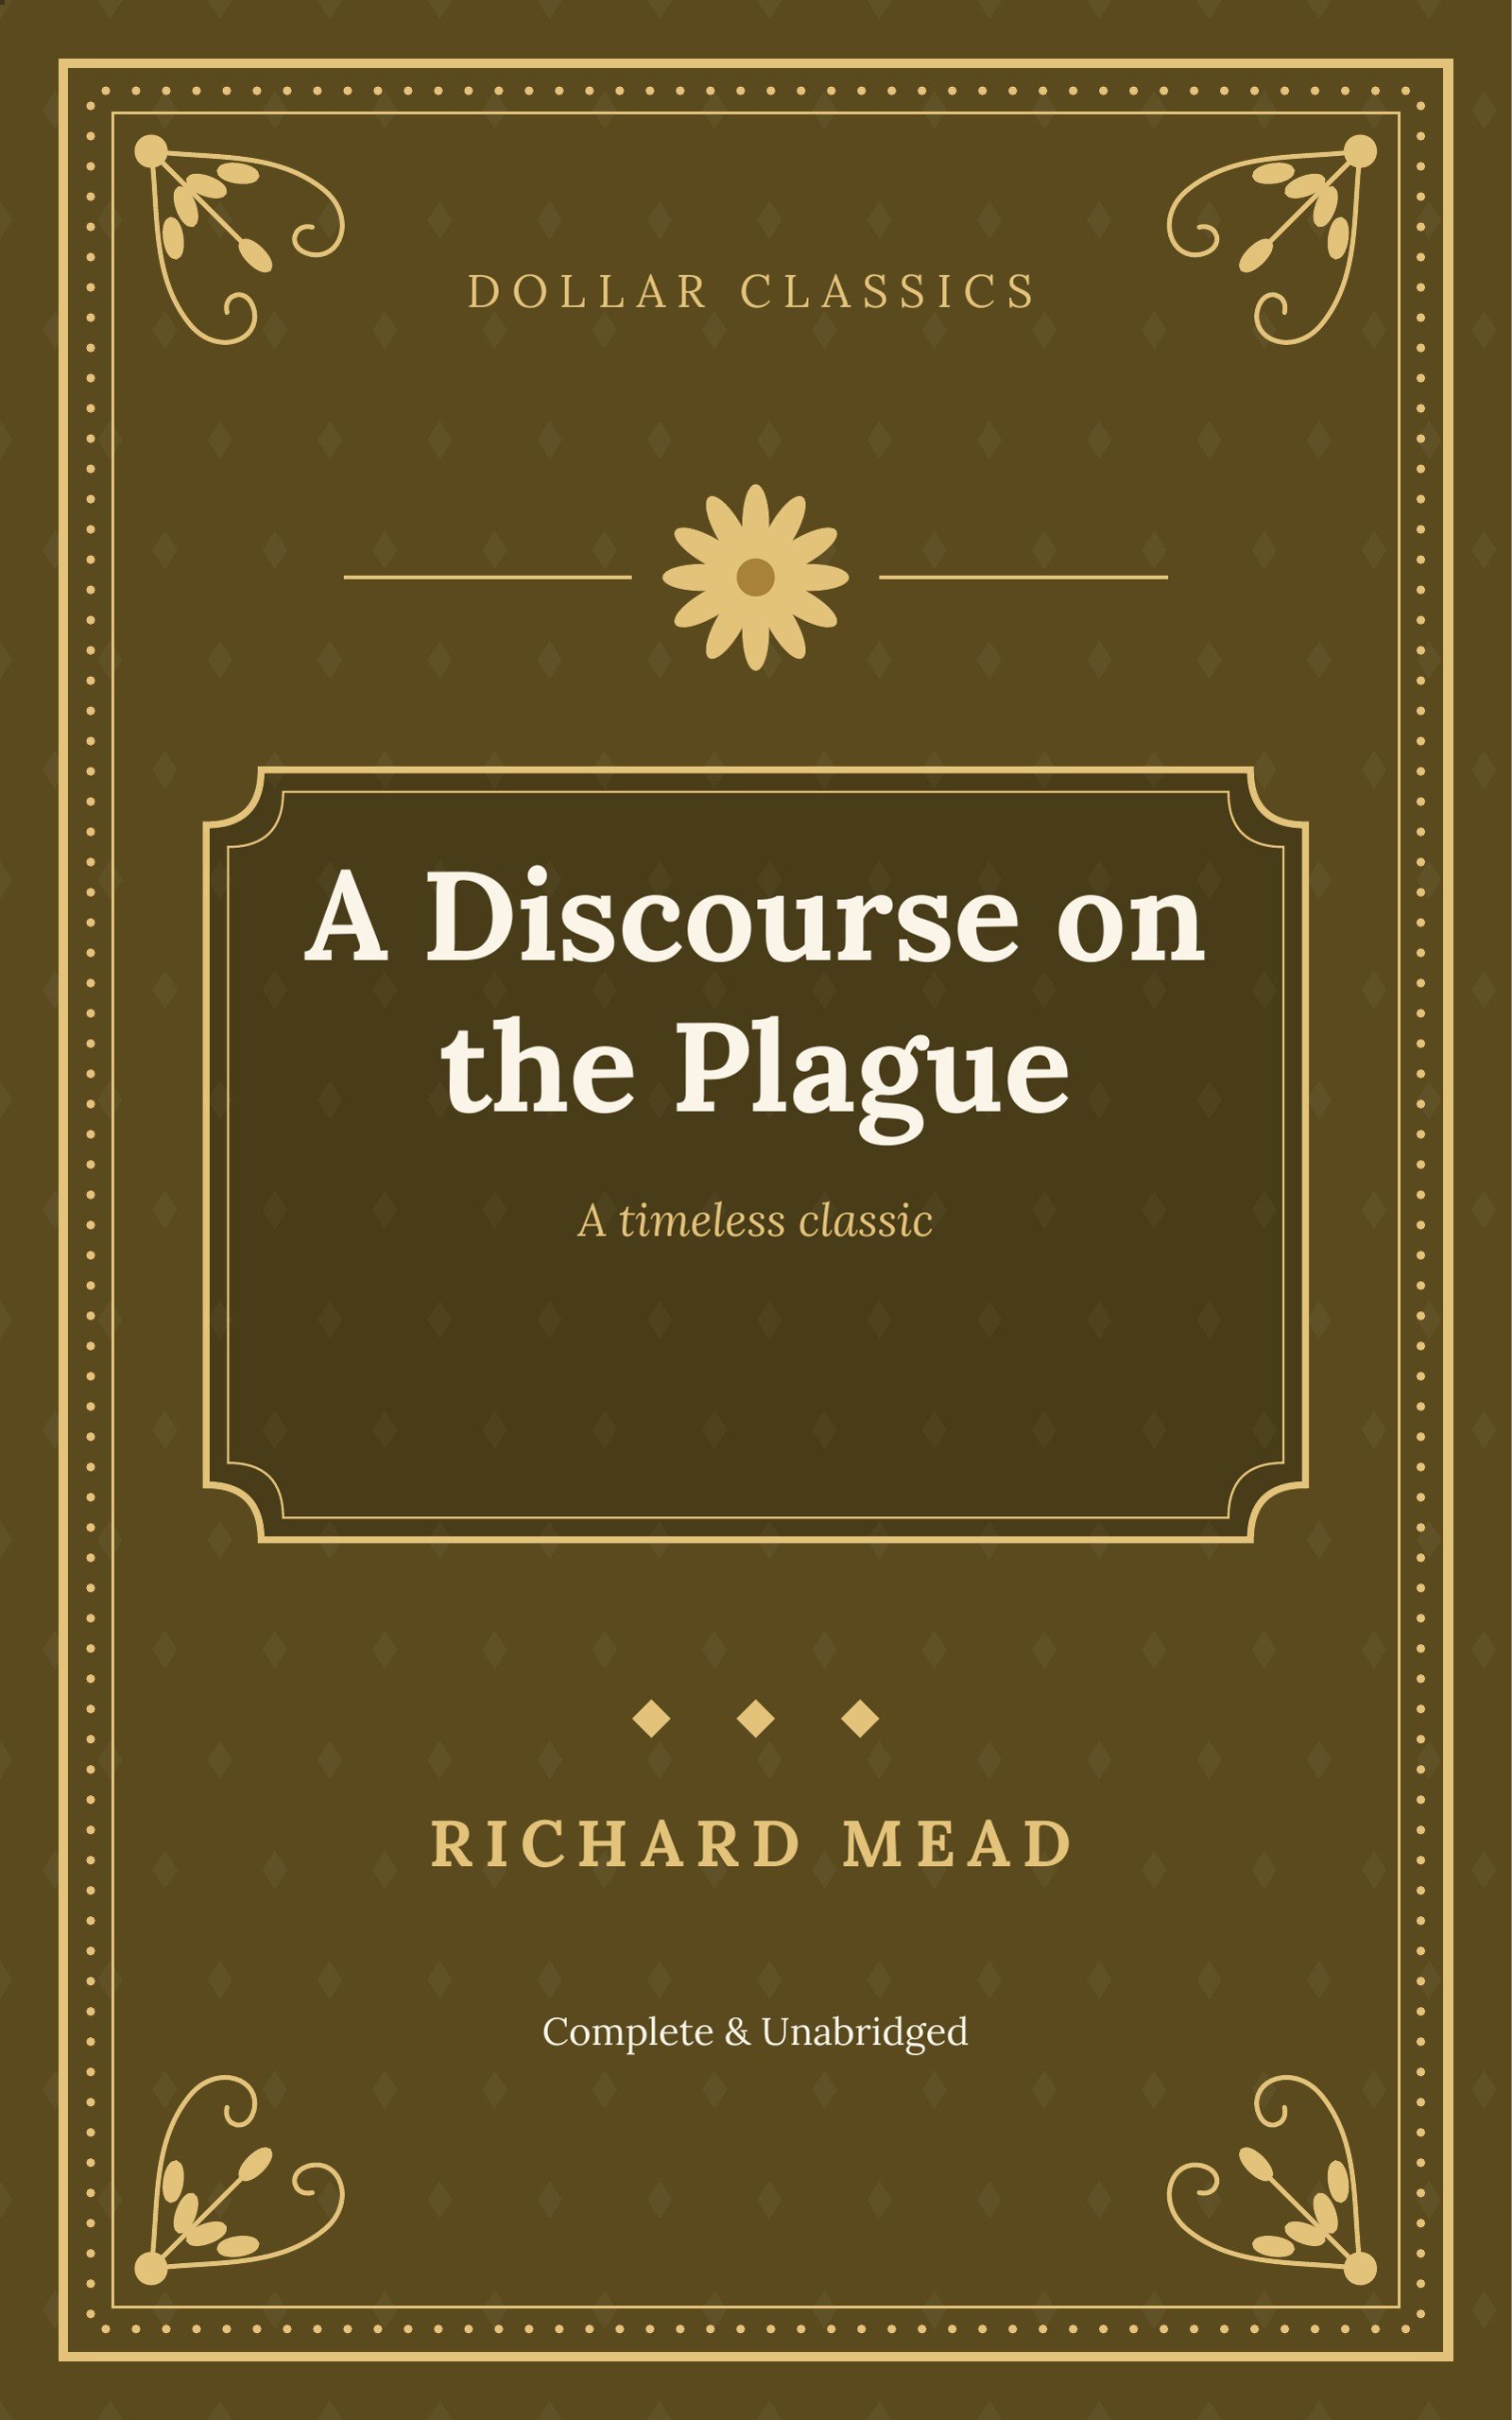 DOLLAR CLASSICS
A Discourse on
the Plague
A timeless classic
RICHARD MEAD
Complete & Unabridged